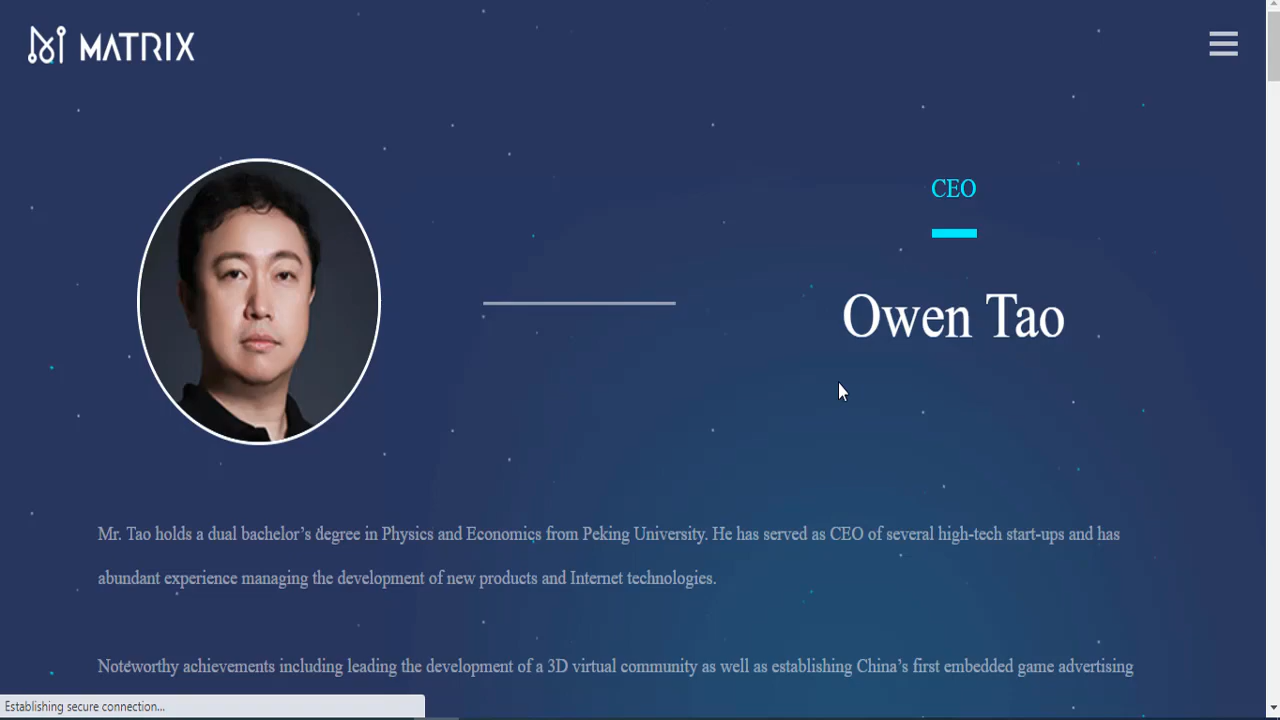 MATRIX
CEO
Owen Tao
Mr. Tao holds a dual bachelor’s degree in Physics and Economics from Peking University. He has served as CEO of several high-tech start-ups and has
abundant experience managing the development of new products and Internet technologies.
Noteworthy achievements including leading the development of a 3D virtual community as well as establishing China’s first embedded game advertising
Establishing secure connection...